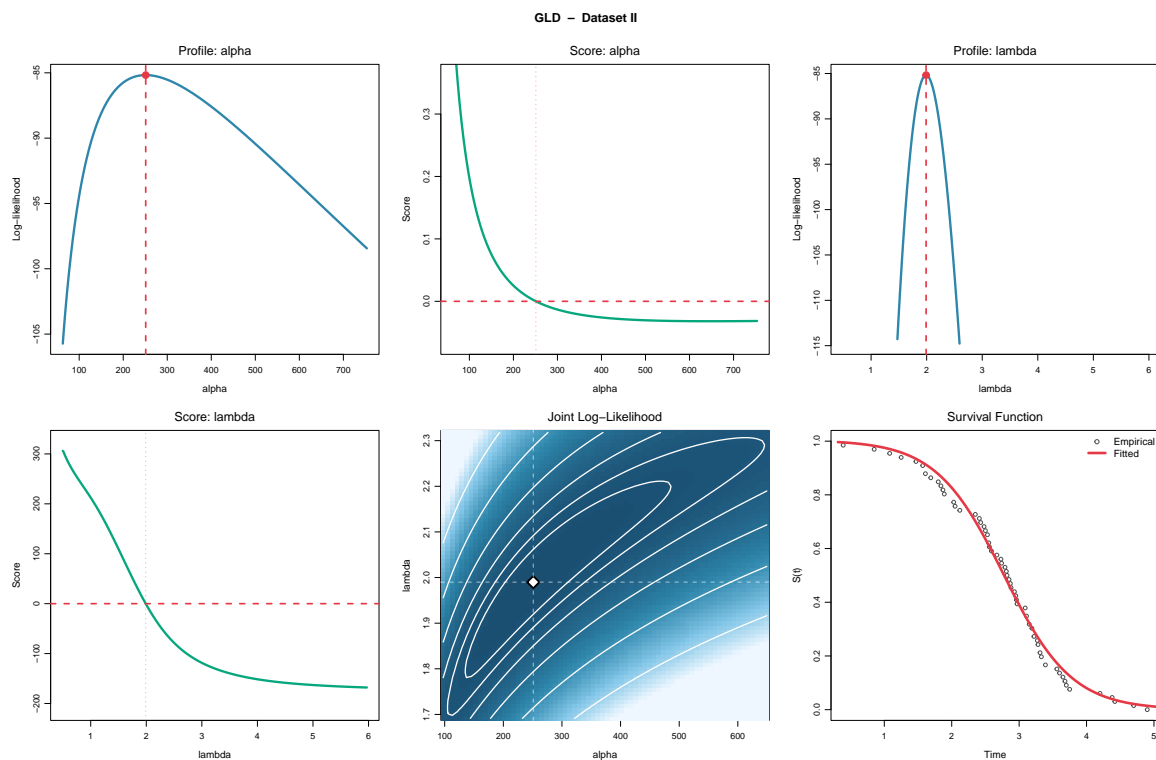 GLD – Dataset II
Profile: alpha
Log−likelihood
−85
−90
−95
−100
−105
100 200 300 400 500 600 700
alpha
Score: alpha
Score
0.3
0.2
0.1
0.0
100 200 300 400 500 600 700
alpha
Profile: lambda
Log−likelihood
−85
−90
−95
−100
−105
−110
−115
1 2 3 4 5 6
lambda
Score: lambda
Score
300
200
100
0
−100
−200
1 2 3 4 5 6
lambda
Joint Log−Likelihood
lambda
2.3
2.2
2.1
2.0
1.9
1.8
1.7
100 200 300 400 500 600
alpha
Survival Function
Empirical
Fitted
S(t)
1.0
0.8
0.6
0.4
0.2
0.0
1 2 3 4 5
Time